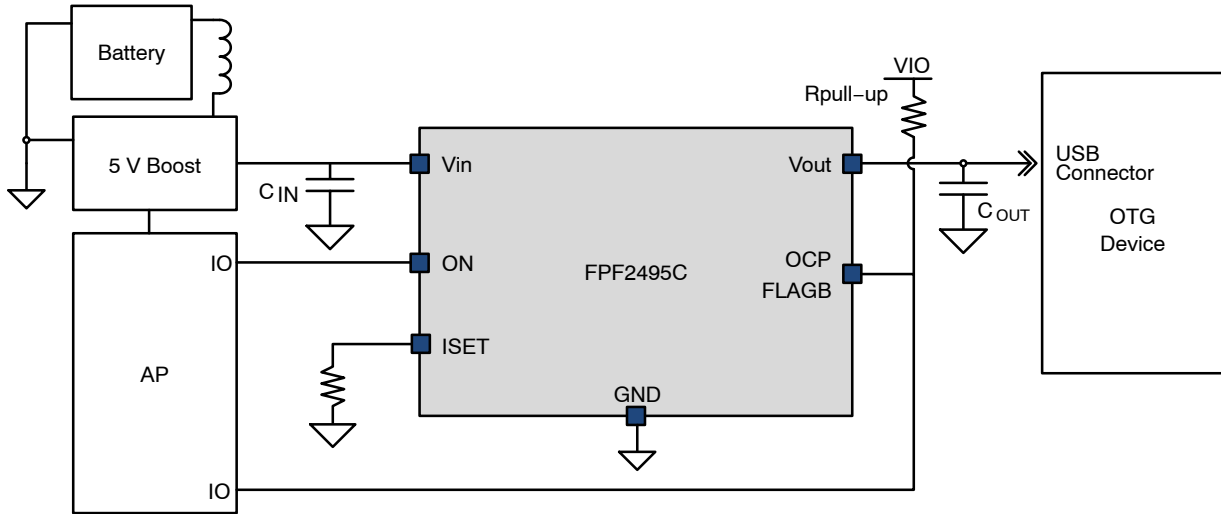 Battery
5 V Boost
AP
IO
IO
C IN
Vin
ON
ISET
FPF2495C
GND
Vout
OCP
FLAGB
VIO
Rpull−up
C OUT
USB
Connector
OTG
Device